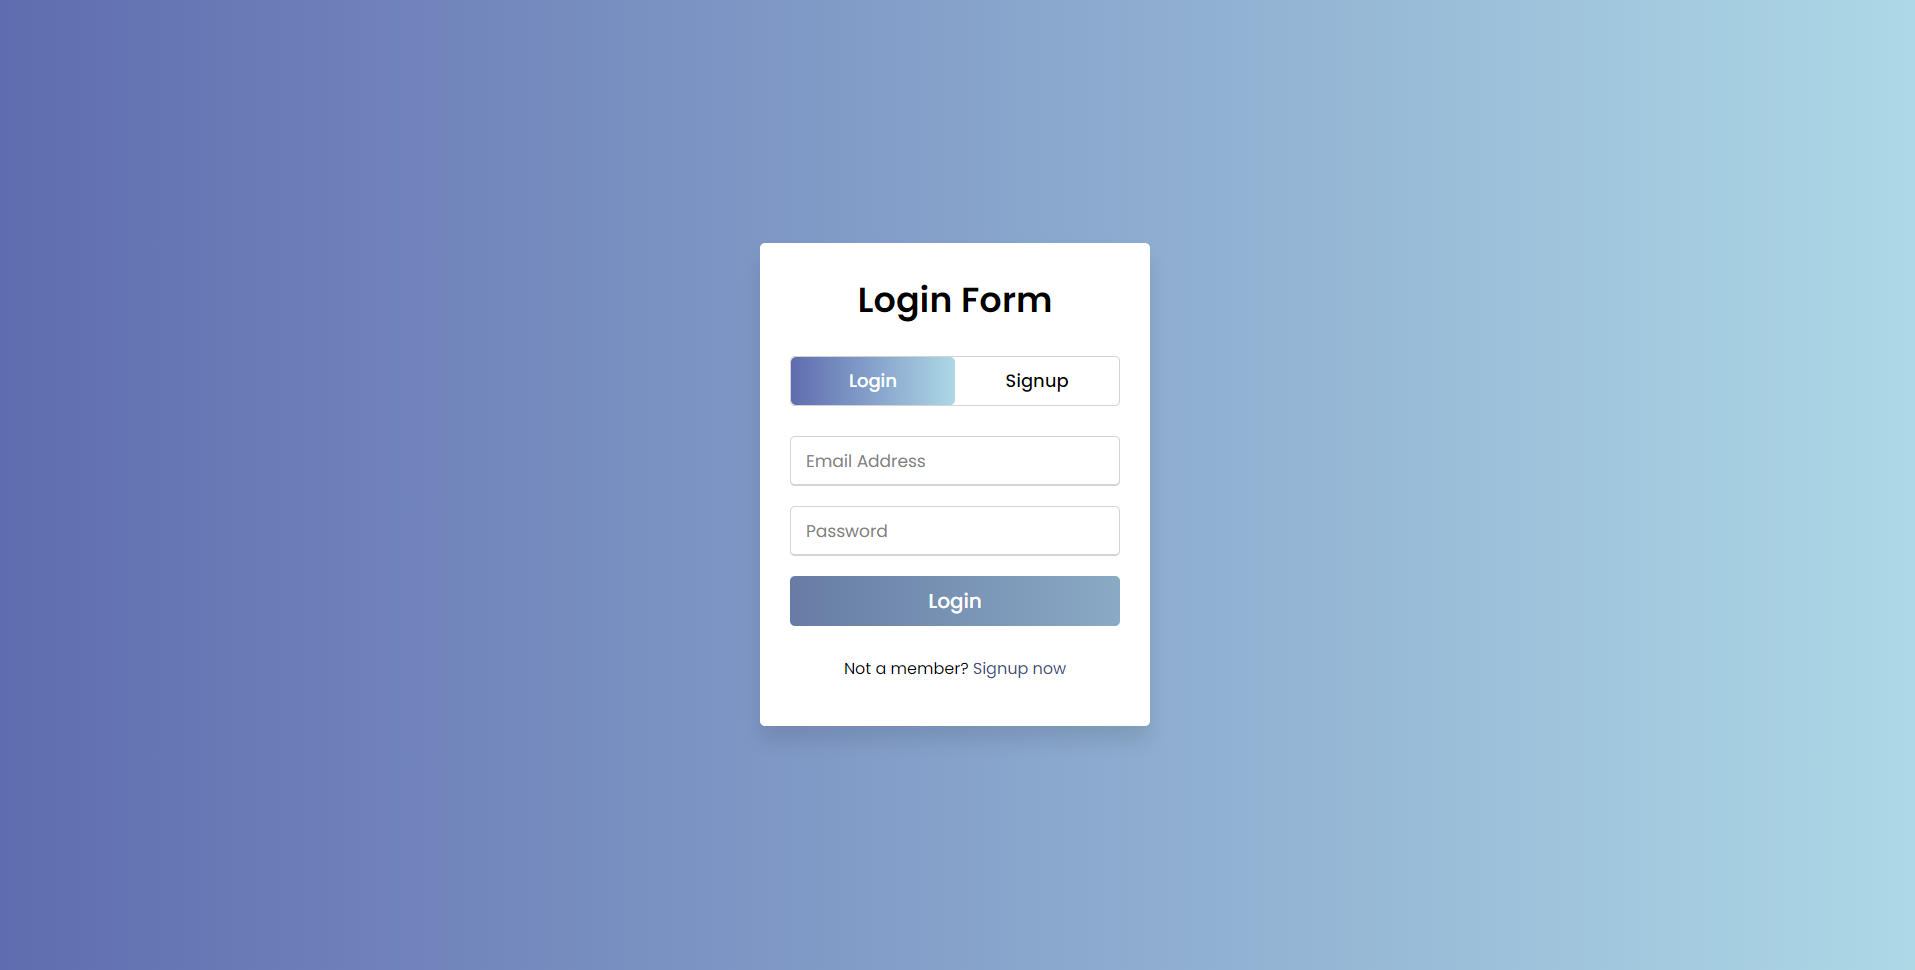 Login Form
Login Signup
Email Address
Password
Login
Not a member? Signup now